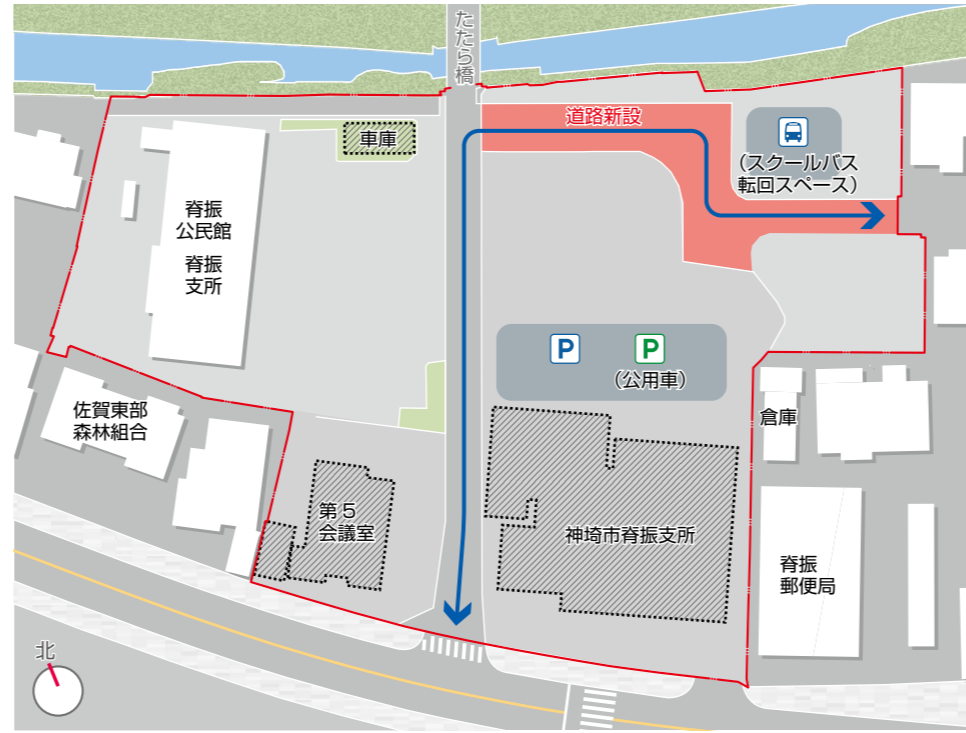 たたら橋
道路新設
車庫
(スクールバス
転回スペース)
脊振
公民館
脊振
支所
P
P
(公用車)
佐賀東部
森林組合
倉庫
第5
会議室
神埼市脊振支所
脊振
郵便局
北